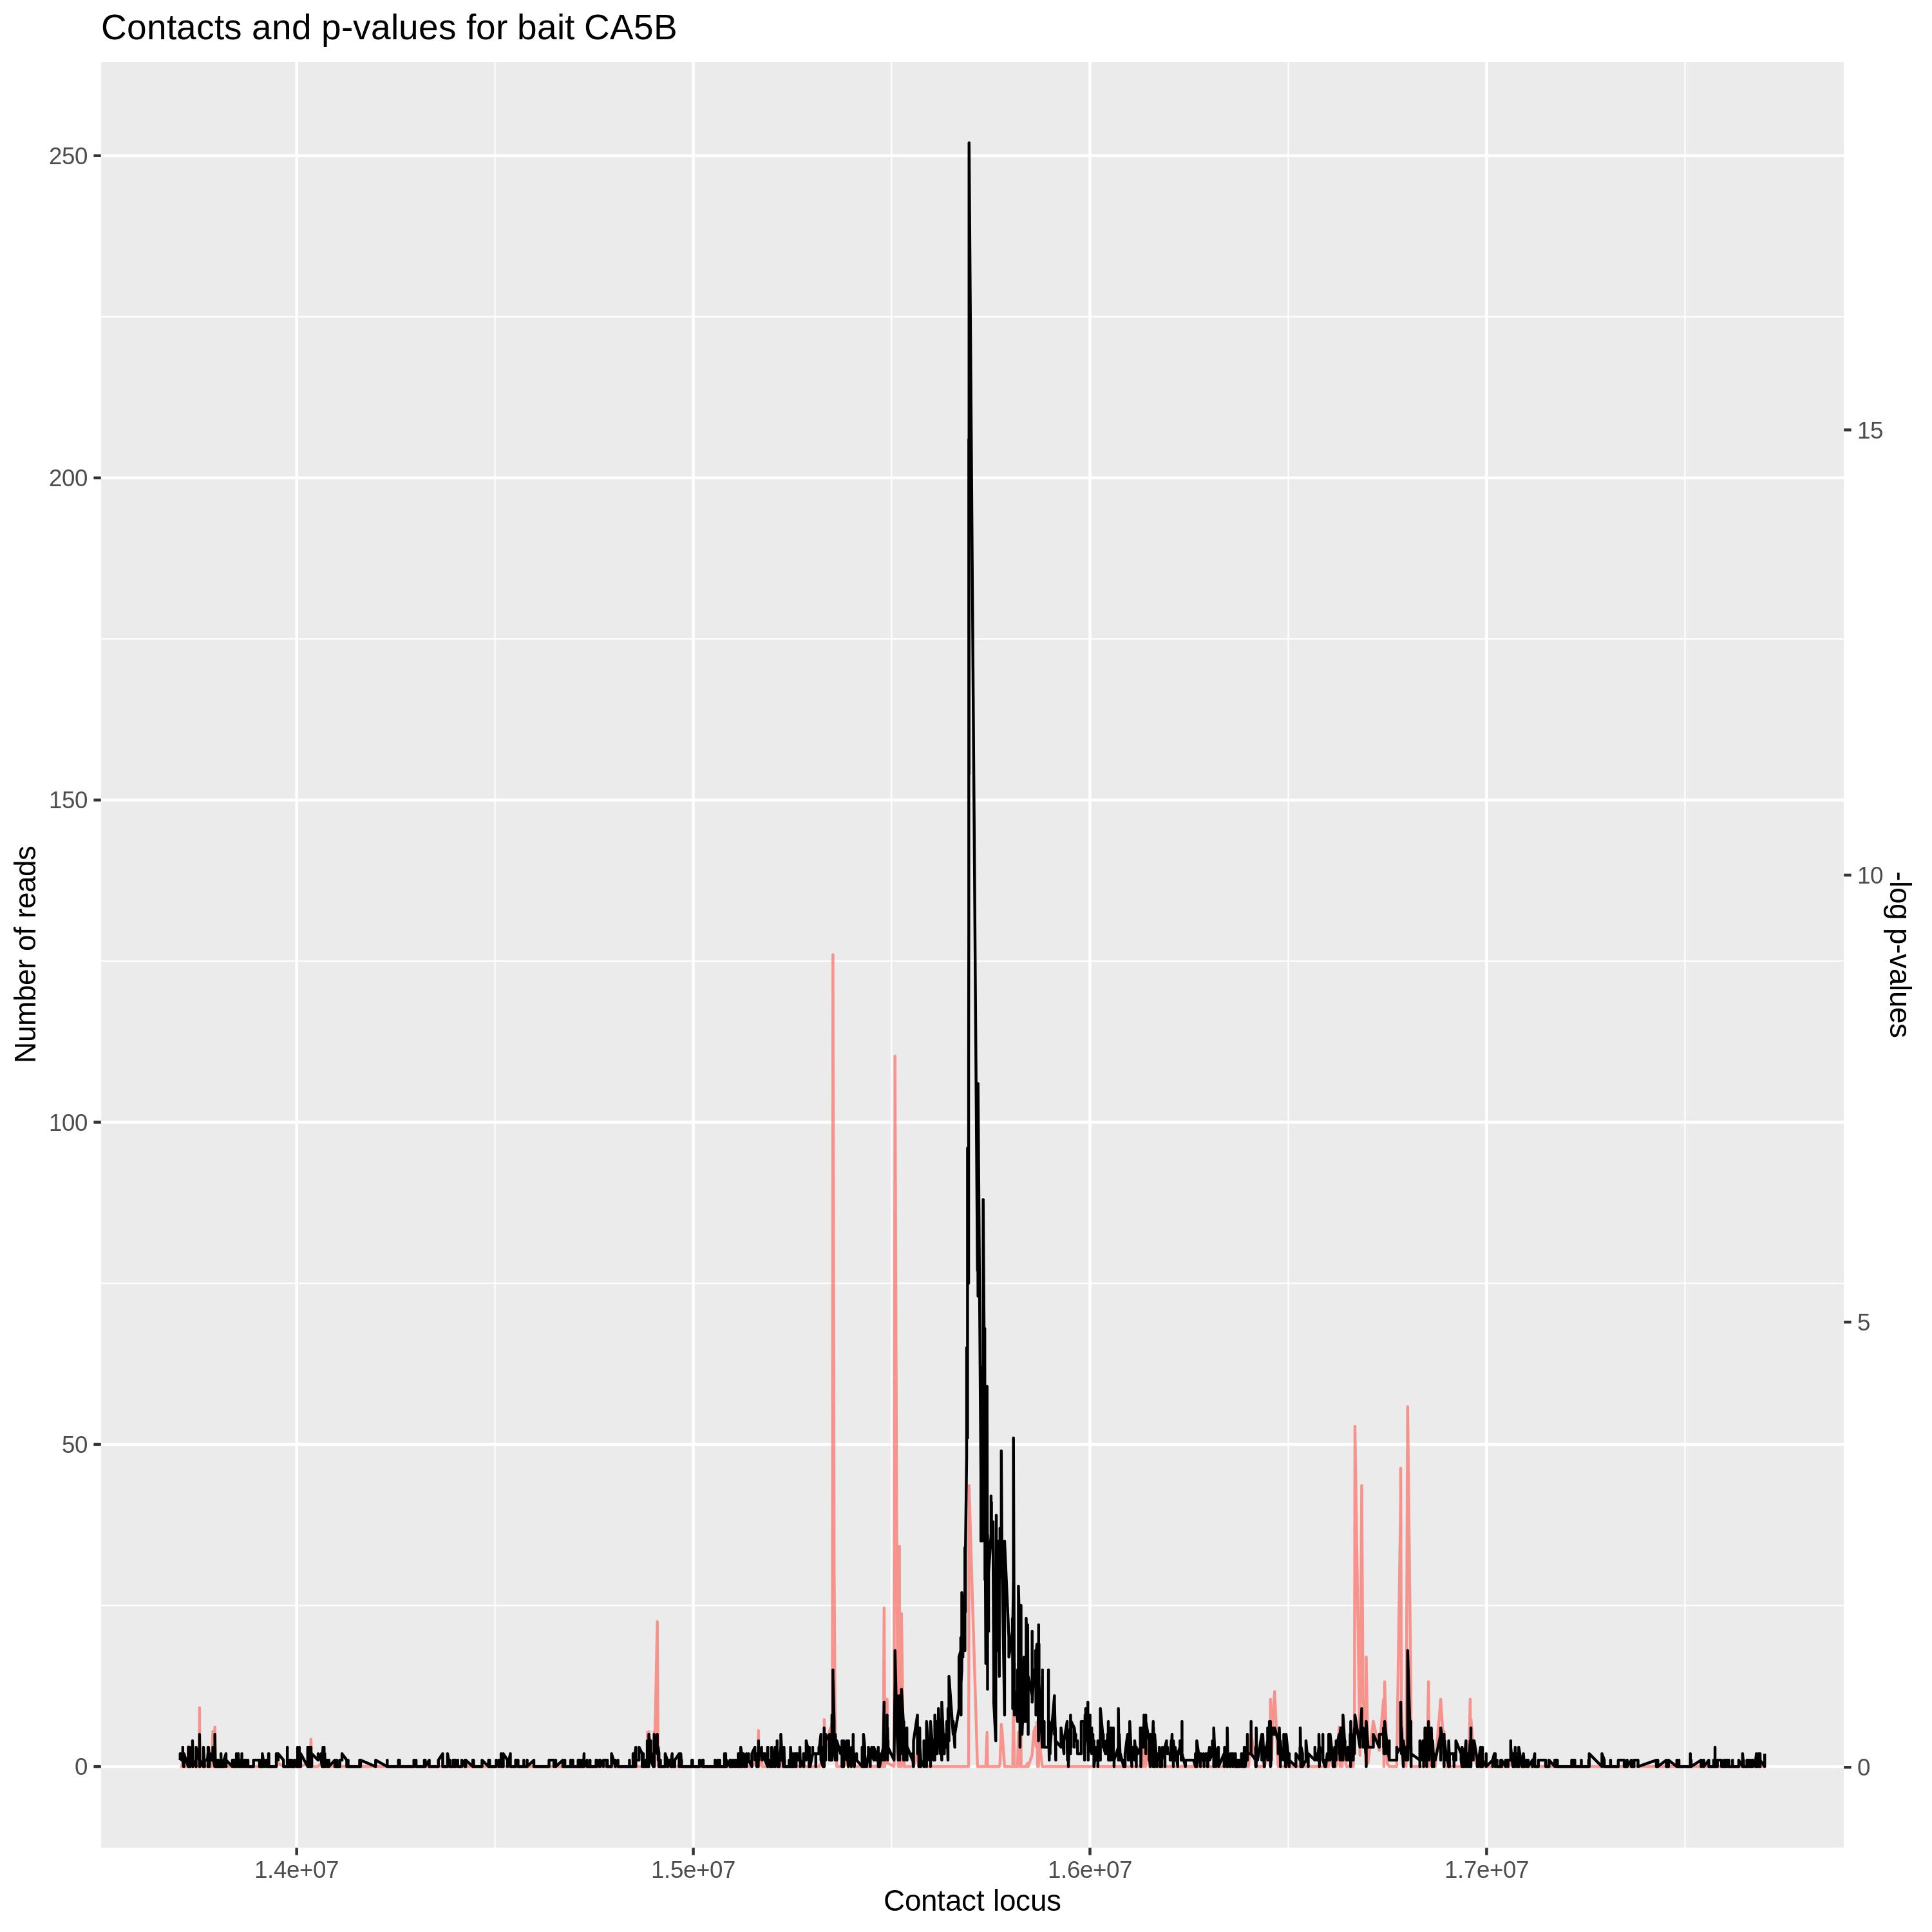 Contacts and p-values for bait CA5B
250
200
150
100
50
0
Number of reads
15
10
5
0
-log p-values
1.4e+07 1.5e+07 1.6e+07 1.7e+07
Contact locus